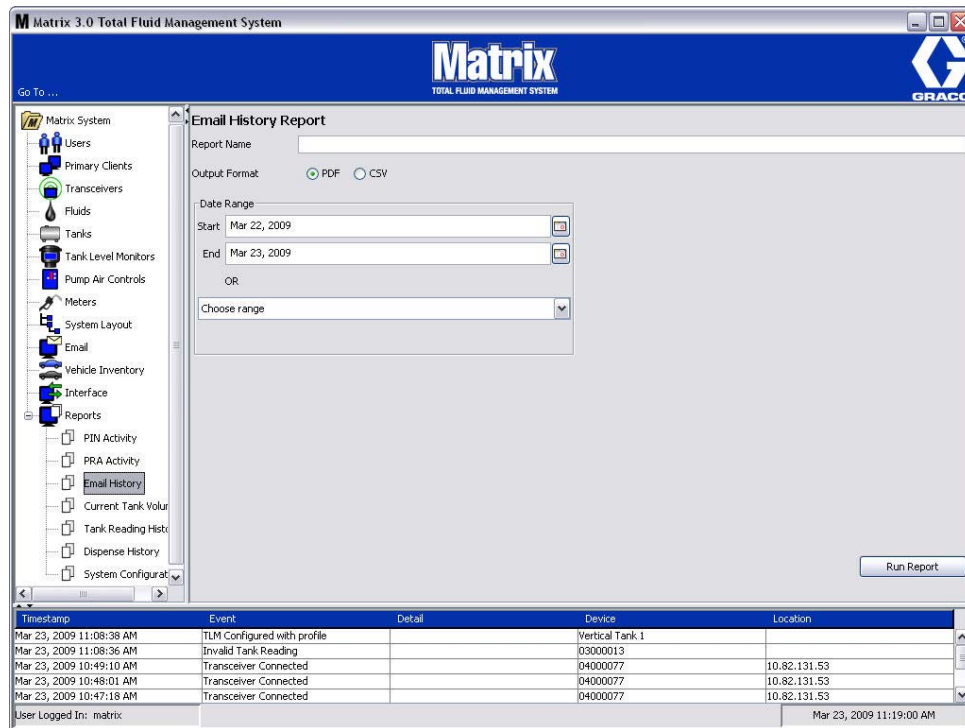 M Matrix 3.0 Total Fluid Management System
Matrix
TOTAL FLUID MANAGEMENT SYSTEM
GRACO
Go To ...
Matrix System
Users
Primary Clients
Transceivers
Fluids
Tanks
Tank Level Monitors
Pump Air Controls
Meters
System Layout
Email
Vehicle Inventory
Interface
Reports
PIN Activity
PRA Activity
Email History
Current Tank Volur
Tank Reading Histo
Dispense History
System Configurat
Email History Report
Report Name
Output Format PDF CSV
Date Range
Start Mar 22, 2009
End Mar 23, 2009
OR
Choose range
Run Report
Timestamp Event Detail Device Location
Mar 23, 2009 11:08:38 AM TLM Configured with profile Vertical Tank 1
Mar 23, 2009 11:08:36 AM Invalid Tank Reading 03000013
Mar 23, 2009 10:49:10 AM Transceiver Connected 04000077 10.82.131.53
Mar 23, 2009 10:48:01 AM Transceiver Connected 04000077 10.82.131.53
Mar 23, 2009 10:47:18 AM Transceiver Connected 04000077 10.82.131.53
User Logged In: matrix Mar 23, 2009 11:19:00 AM